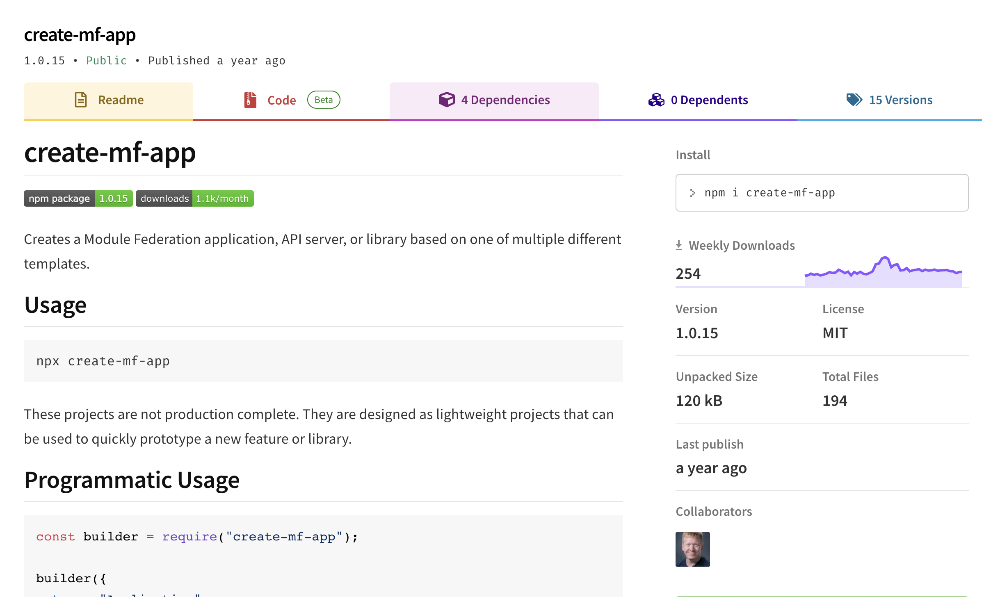 create-mf-app
1.0.15 • Public • Published a year ago
Readme
Code Beta
4 Dependencies
0 Dependents
15 Versions
create-mf-app
npm package 1.0.15 downloads 1.1k/month
Creates a Module Federation application, API server, or library based on one of multiple different
templates.
Usage
npx create-mf-app
These projects are not production complete. They are designed as lightweight projects that can
be used to quickly prototype a new feature or library.
Programmatic Usage
const builder = require("create-mf-app");
builder({
Install
> npm i create-mf-app
Weekly Downloads
254
Version
1.0.15
License
MIT
Unpacked Size
120 kB
Total Files
194
Last publish
a year ago
Collaborators